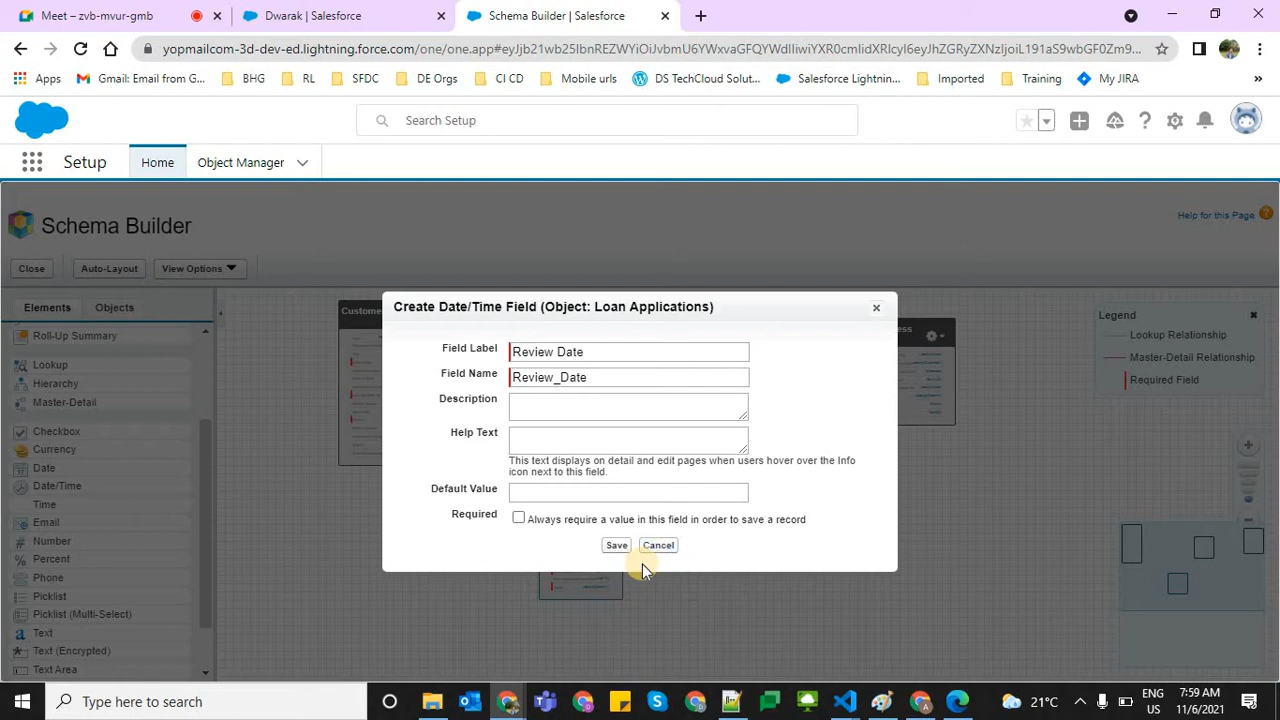 Meet – zvb-mvur-gmb
Dwarak | Salesforce
Schema Builder | Salesforce
yopmailcom-3d-dev-ed.lightning.force.com
Apps
Gmail: Email from G...
BHG
RL
SFDC
DE Orgs
CI CD
Mobile urls
DS TechCloud Solut...
Salesforce Lightnin...
Imported
Training
My JIRA
»
Search Setup
Setup
Home
Object Manager
Schema Builder
Help for this Page
Close
Auto-Layout
View Options
Elements
Objects
Roll-Up Summary
Lookup
Hierarchy
Master-Detail
Checkbox
Currency
Date
Date/Time
Time
Email
Number
Percent
Phone
Picklist
Picklist (Multi-Select)
Text
Text (Encrypted)
Text Area
Custome
Create Date/Time Field (Object: Loan Applications)
Field Label
Review Date
Field Name
Review_Date
Description
Help Text
This text displays on detail and edit pages when users hover over the Info
icon next to this field.
Default Value
Required
Always require a value in this field in order to save a record
Save
Cancel
ess
Legend
Lookup Relationship
Master-Detail Relationship
Required Field
Type here to search
21°C
ENG
US
7:59 AM
11/6/2021